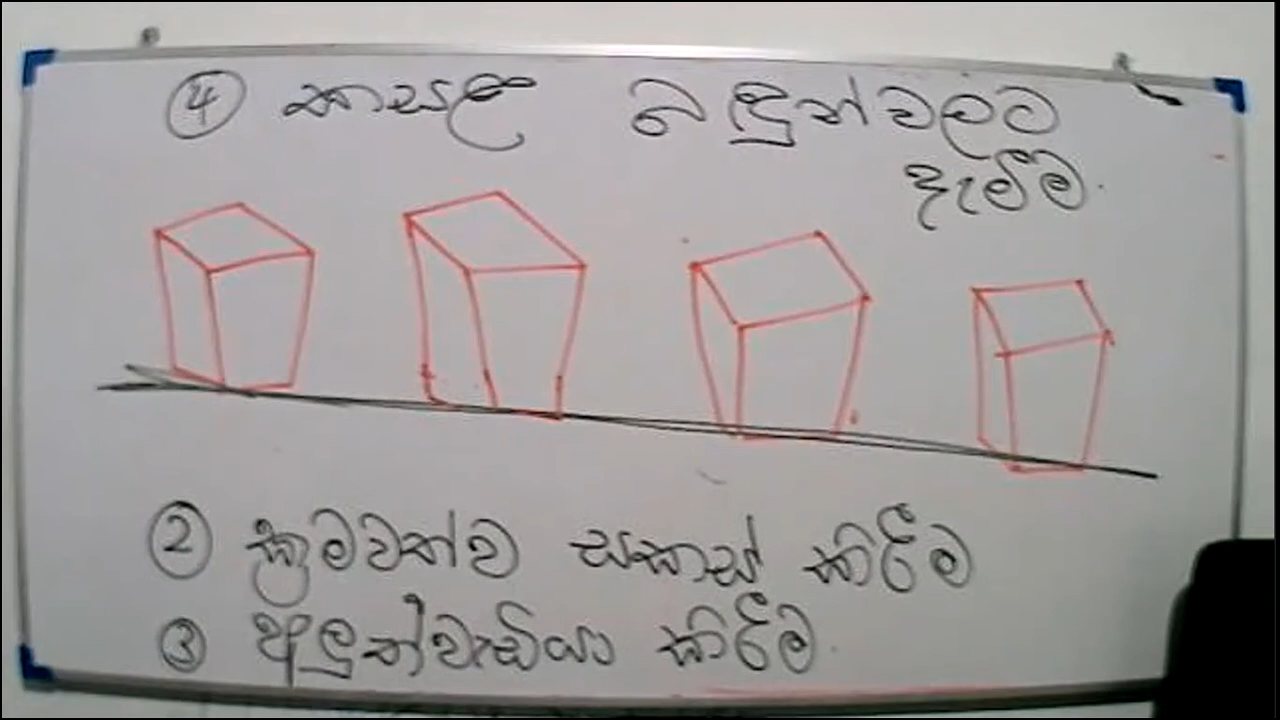 ④ කසළ බඳුන්වලට
දැමීම.
② ක්‍රමවත්ව සකස් කිරීම
③ අලුත්වැඩියා කිරීම